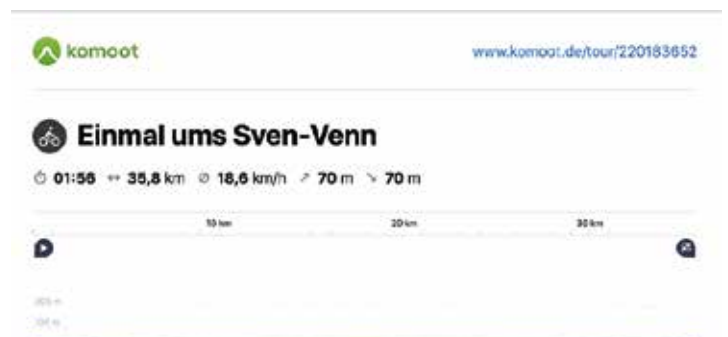 komoot
www.komoot.de/tour/220183652
Einmal ums Sven-Venn
01:56 ↔ 35,8 km ⌀ 18,6 km/h ↗ 70 m ↘ 70 m
10 km 20 km 30 km